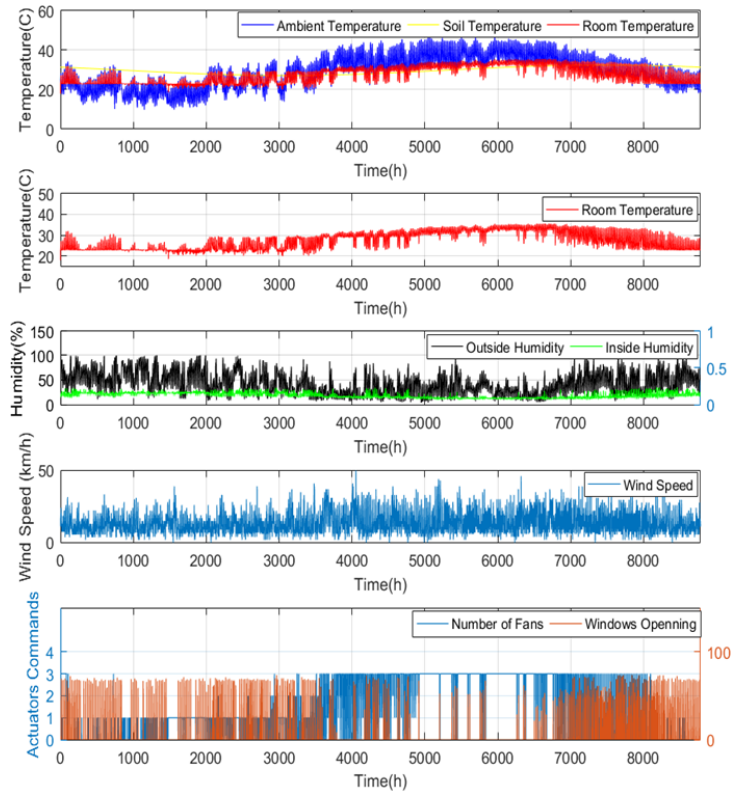 60
40
20
0
Temperature(C)
Ambient Temperature Soil Temperature Room Temperature
0 1000 2000 3000 4000 5000 6000 7000 8000
Time(h)
50
40
30
20
Temperature(C)
Room Temperature
0 1000 2000 3000 4000 5000 6000 7000 8000
Time(h)
150
100
50
0
Humidity(%)
Outside Humidity Inside Humidity
1
0.5
0
0 1000 2000 3000 4000 5000 6000 7000 8000
Time(h)
50
0
Wind Speed (km/h)
Wind Speed
0 1000 2000 3000 4000 5000 6000 7000 8000
Time(h)
4
3
2
1
0
Actuators Commands
Number of Fans Windows Openning
100
0
0 1000 2000 3000 4000 5000 6000 7000 8000
Time(h)